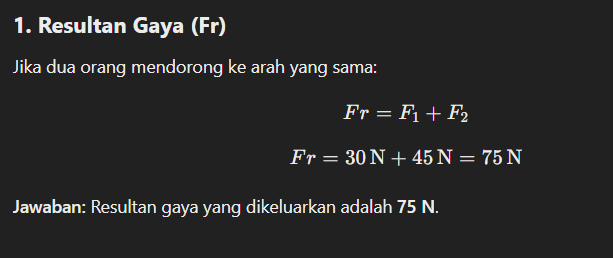 1. Resultan Gaya (Fr)
Jika dua orang mendorong ke arah yang sama:
Fr = F₁ + F₂
Fr = 30 N + 45 N = 75 N
Jawaban: Resultan gaya yang dikeluarkan adalah 75 N.